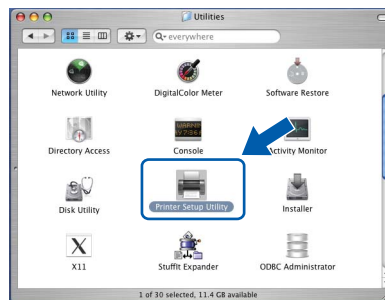 Utilities
everywhere
Network Utility
DigitalColor Meter
Software Restore
Directory Access
Console
Activity Monitor
Disk Utility
Printer Setup Utility
Installer
X11
StuffIt Expander
ODBC Administrator
1 of 30 selected, 11.4 GB available